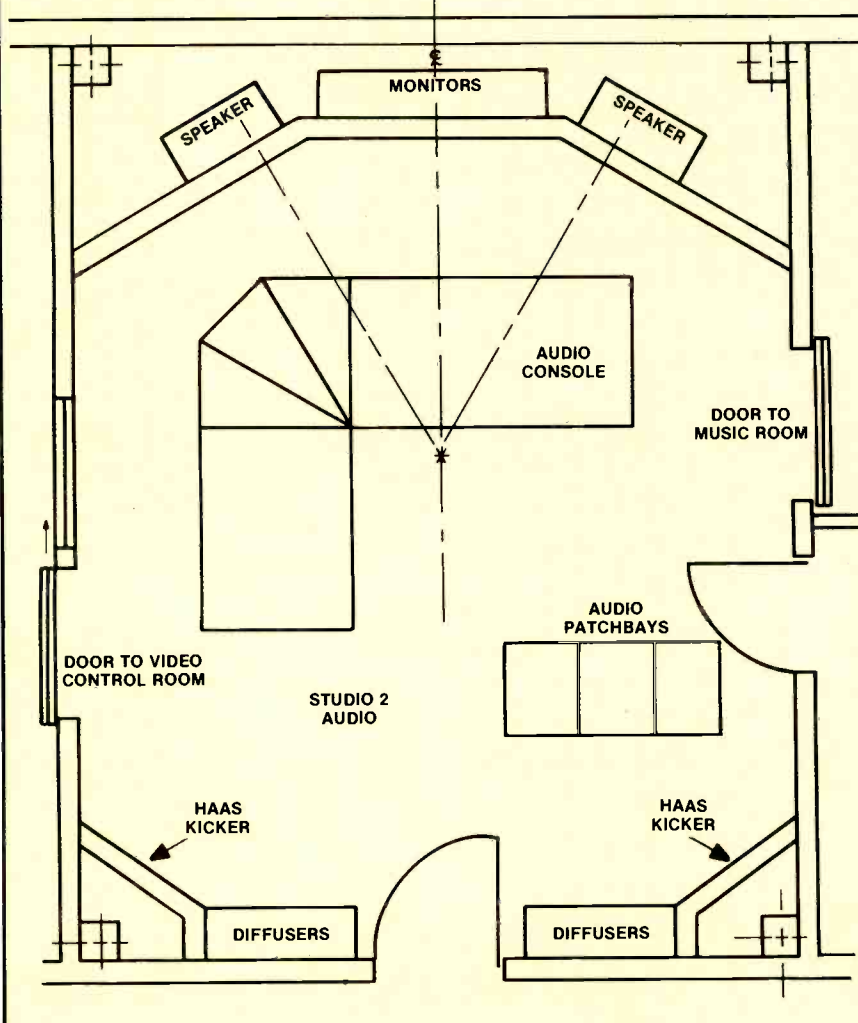 ℄
MONITORS
SPEAKER
SPEAKER
AUDIO
CONSOLE
DOOR TO
MUSIC ROOM
AUDIO
PATCHBAYS
DOOR TO VIDEO
CONTROL ROOM
STUDIO 2
AUDIO
HAAS
KICKER
HAAS
KICKER
DIFFUSERS
DIFFUSERS